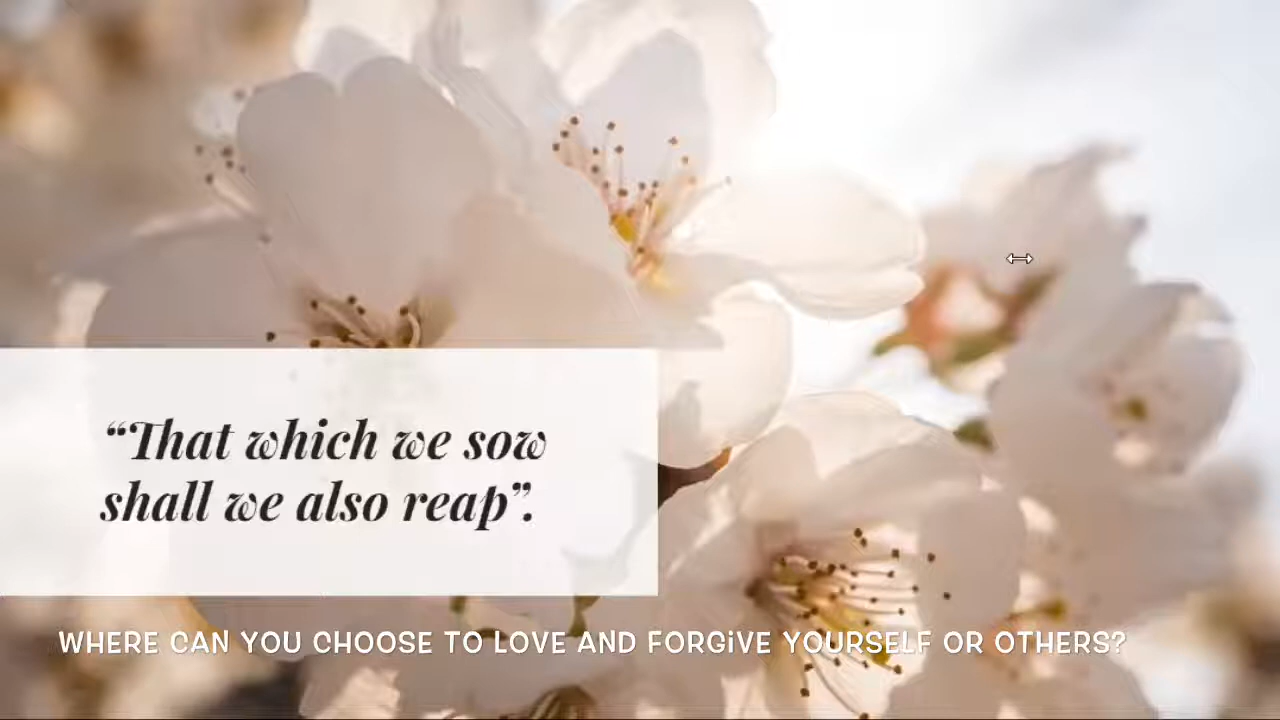 “That which we sow
shall we also reap”.
WHERE CAN YOU CHOOSE TO LOVE AND FORGiVE YOURSELF OR OTHERS?